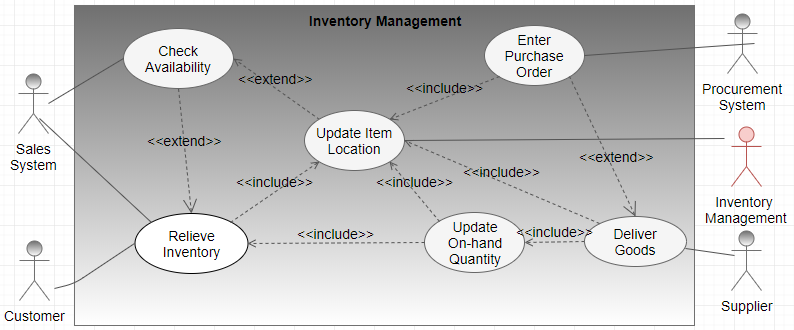 Inventory Management
Check
Availability
Enter
Purchase
Order
<<extend>>
<<include>>
Procurement
System
Sales
System
<<extend>>
Update Item
Location
<<extend>>
<<include>>
<<include>>
<<include>>
Inventory
Management
Relieve
Inventory
<<include>>
Update
On-hand
Quantity
<<include>>
Deliver
Goods
Customer
Supplier